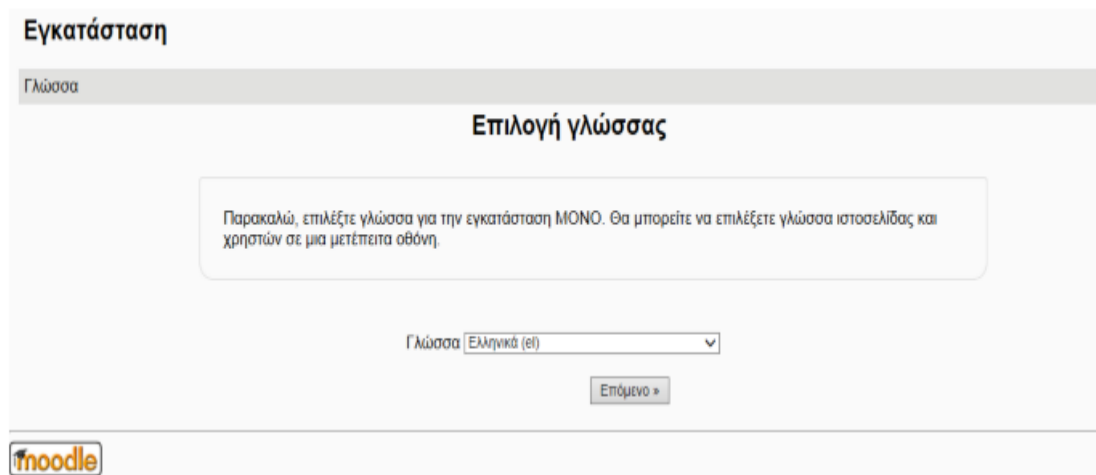 Εγκατάσταση
Γλώσσα
Επιλογή γλώσσας
Παρακαλώ, επιλέξτε γλώσσα για την εγκατάσταση ΜΟΝΟ. Θα μπορείτε να επιλέξετε γλώσσα ιστοσελίδας και
χρηστών σε μια μετέπειτα οθόνη.
Γλώσσα Ελληνικά (el)
Επόμενο »
moodle